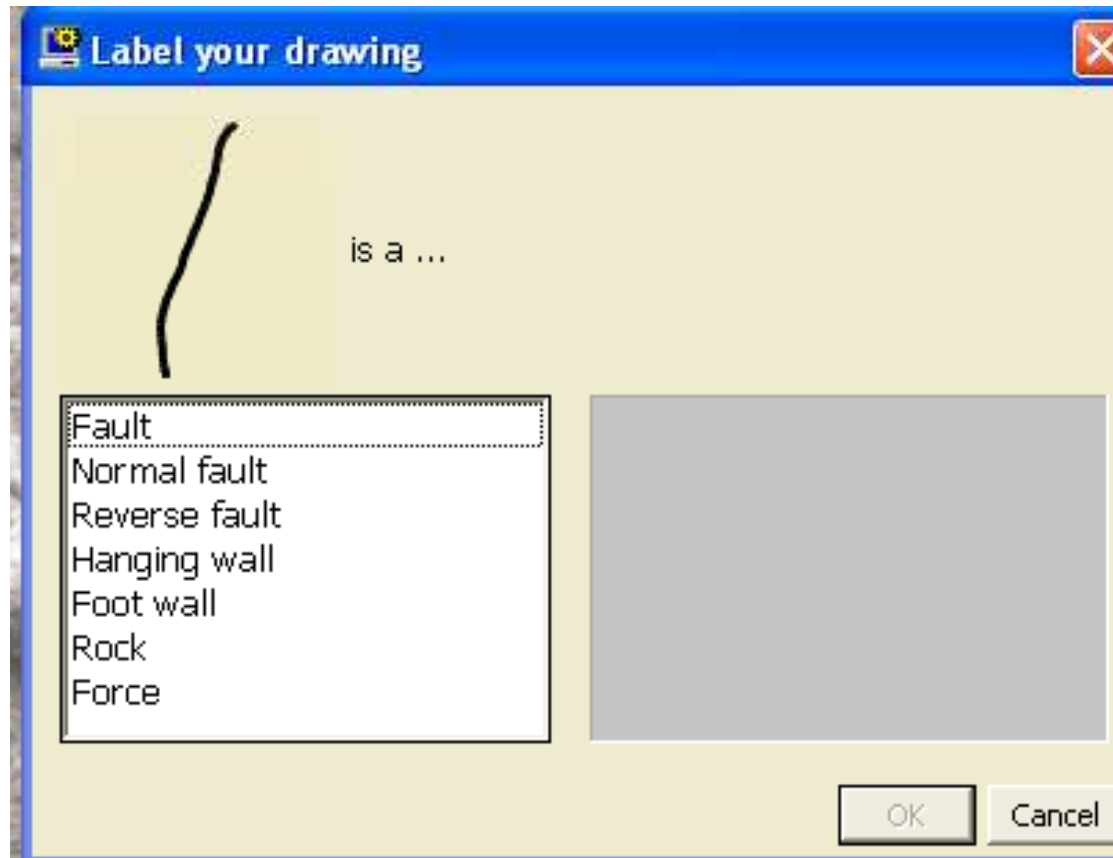 Label your drawing
is a ...
Fault
Normal fault
Reverse fault
Hanging wall
Foot wall
Rock
Force
OK
Cancel